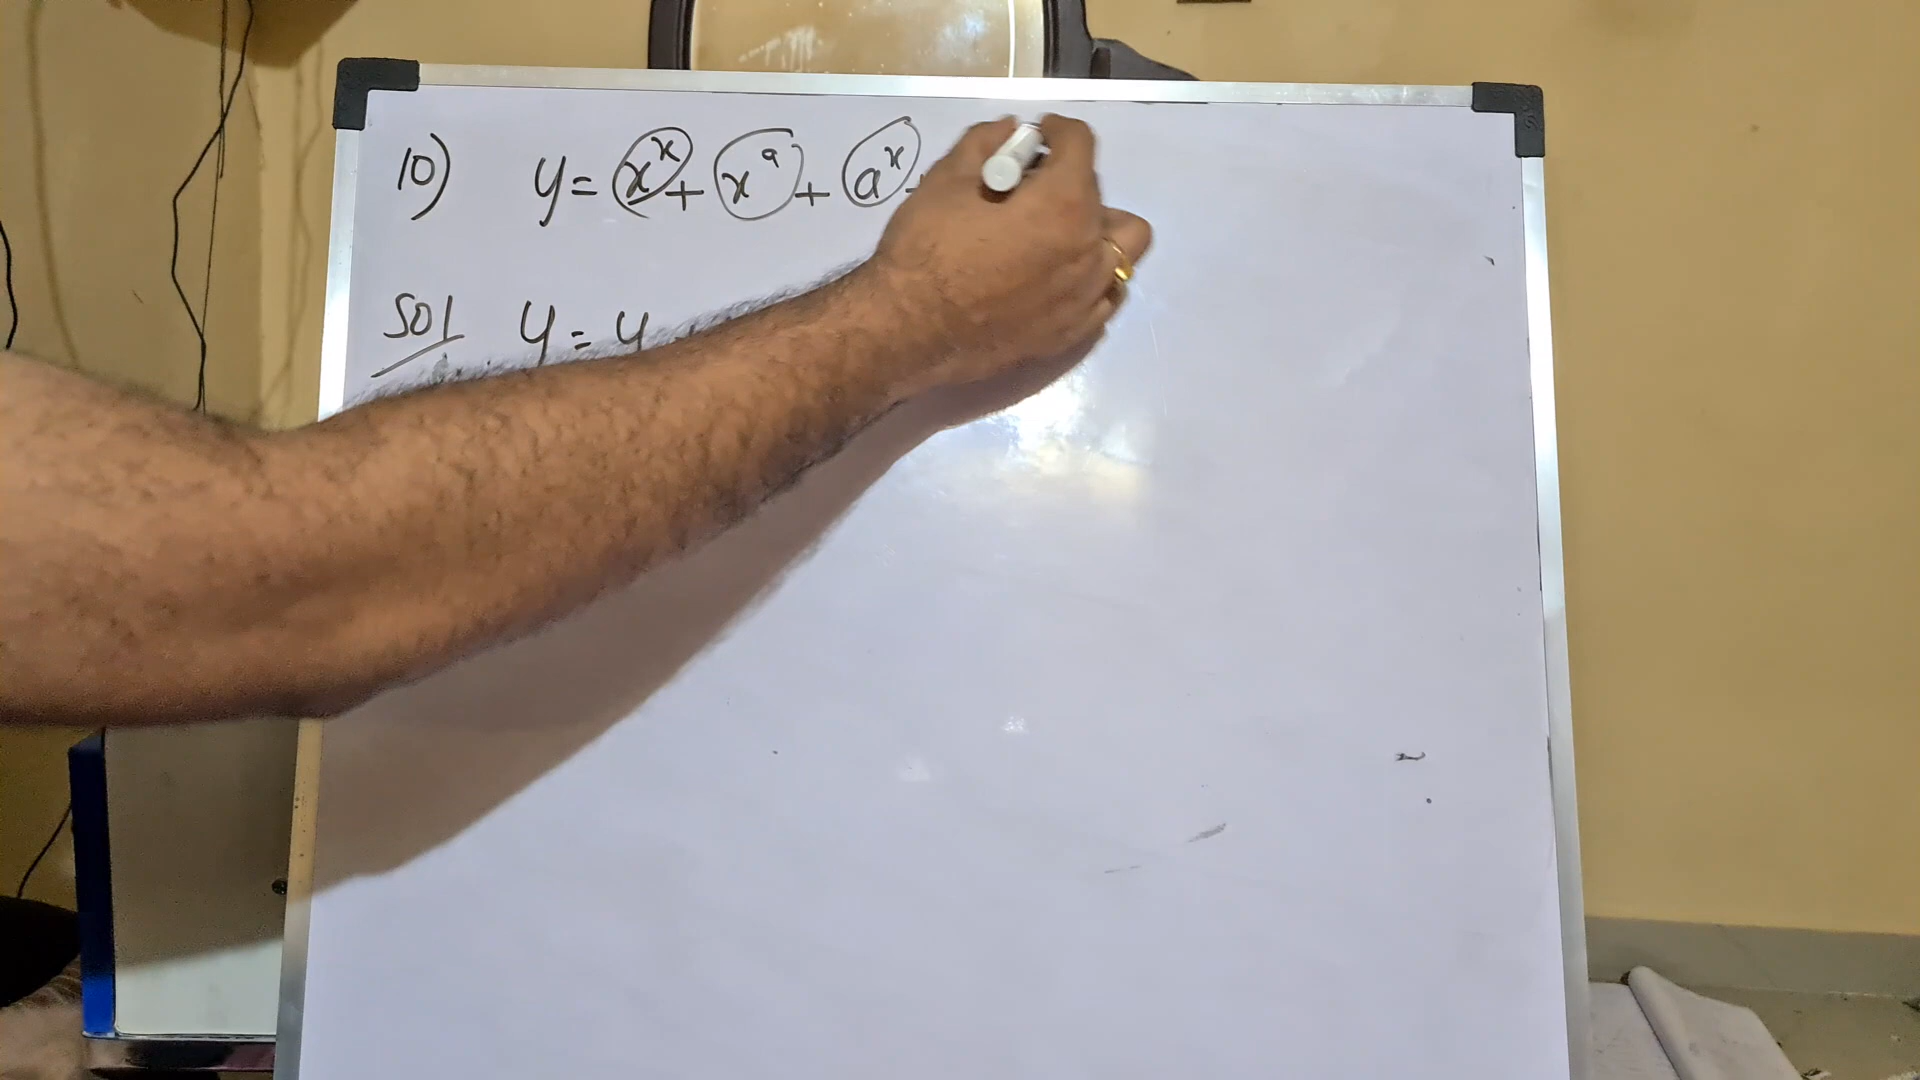 10) y = x^x + x^a + a^x +
Sol y = y